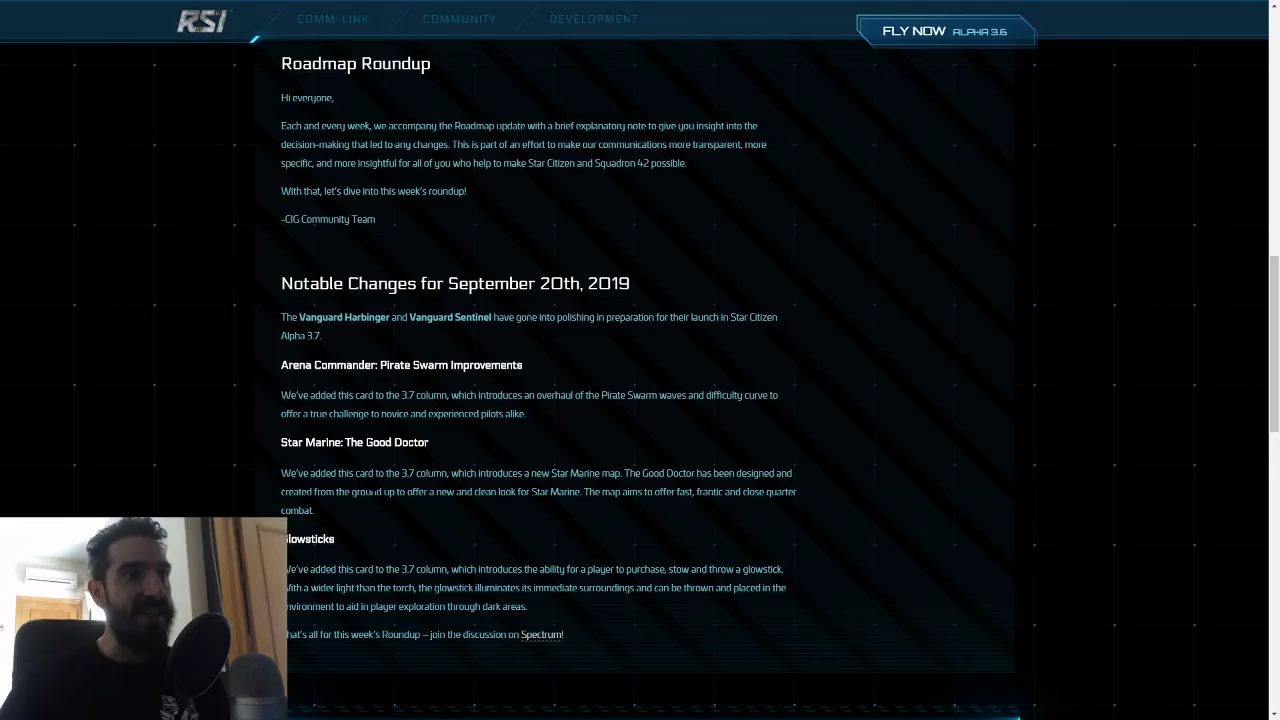 RSI
COMM-LINK
COMMUNITY
DEVELOPMENT
FLY NOW ALPHA 3.6
Roadmap Roundup
Hi everyone,
Each and every week, we accompany the Roadmap update with a brief explanatory note to give you insight into the
decision-making that led to any changes. This is part of an effort to make our communications more transparent, more
specific, and more insightful for all of you who help to make Star Citizen and Squadron 42 possible.
With that, let's dive into this week's roundup!
-CIG Community Team
Notable Changes for September 20th, 2019
The Vanguard Harbinger and Vanguard Sentinel have gone into polishing in preparation for their launch in Star Citizen
Alpha 3.7.
Arena Commander: Pirate Swarm Improvements
We've added this card to the 3.7 column, which introduces an overhaul of the Pirate Swarm waves and difficulty curve to
offer a true challenge to novice and experienced pilots alike.
Star Marine: The Good Doctor
We've added this card to the 3.7 column, which introduces a new Star Marine map. The Good Doctor has been designed and
created from the ground up to offer a new and clean look for Star Marine. The map aims to offer fast, frantic and close quarter
combat.
lowsticks
e've added this card to the 3.7 column, which introduces the ability for a player to purchase, stow and throw a glowstick.
ith a wider light than the torch, the glowstick illuminates its immediate surroundings and can be thrown and placed in the
nvironment to aid in player exploration through dark areas.
hat's all for this week's Roundup – join the discussion on Spectrum!